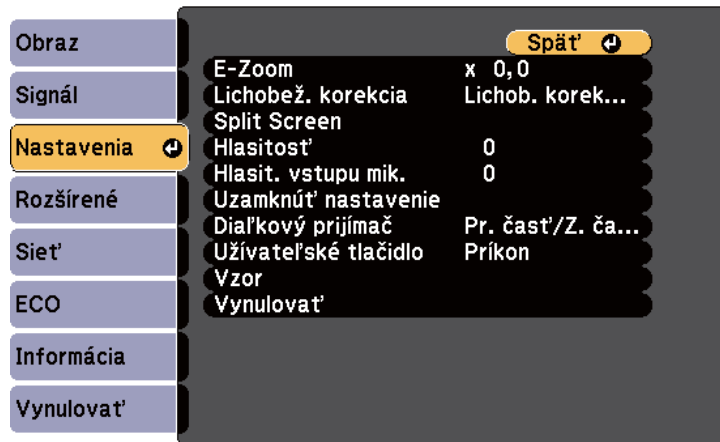 Obraz
Signál
Nastavenia
Rozšírené
Sieť
ECO
Informácia
Vynulovať
Späť
E-Zoom x 0,0
Lichobež. korekcia Lichob. korek...
Split Screen
Hlasitosť 0
Hlasit. vstupu mik. 0
Uzamknúť nastavenie
Diaľkový prijímač Pr. časť/Z. ča...
Užívateľské tlačidlo Príkon
Vzor
Vynulovať